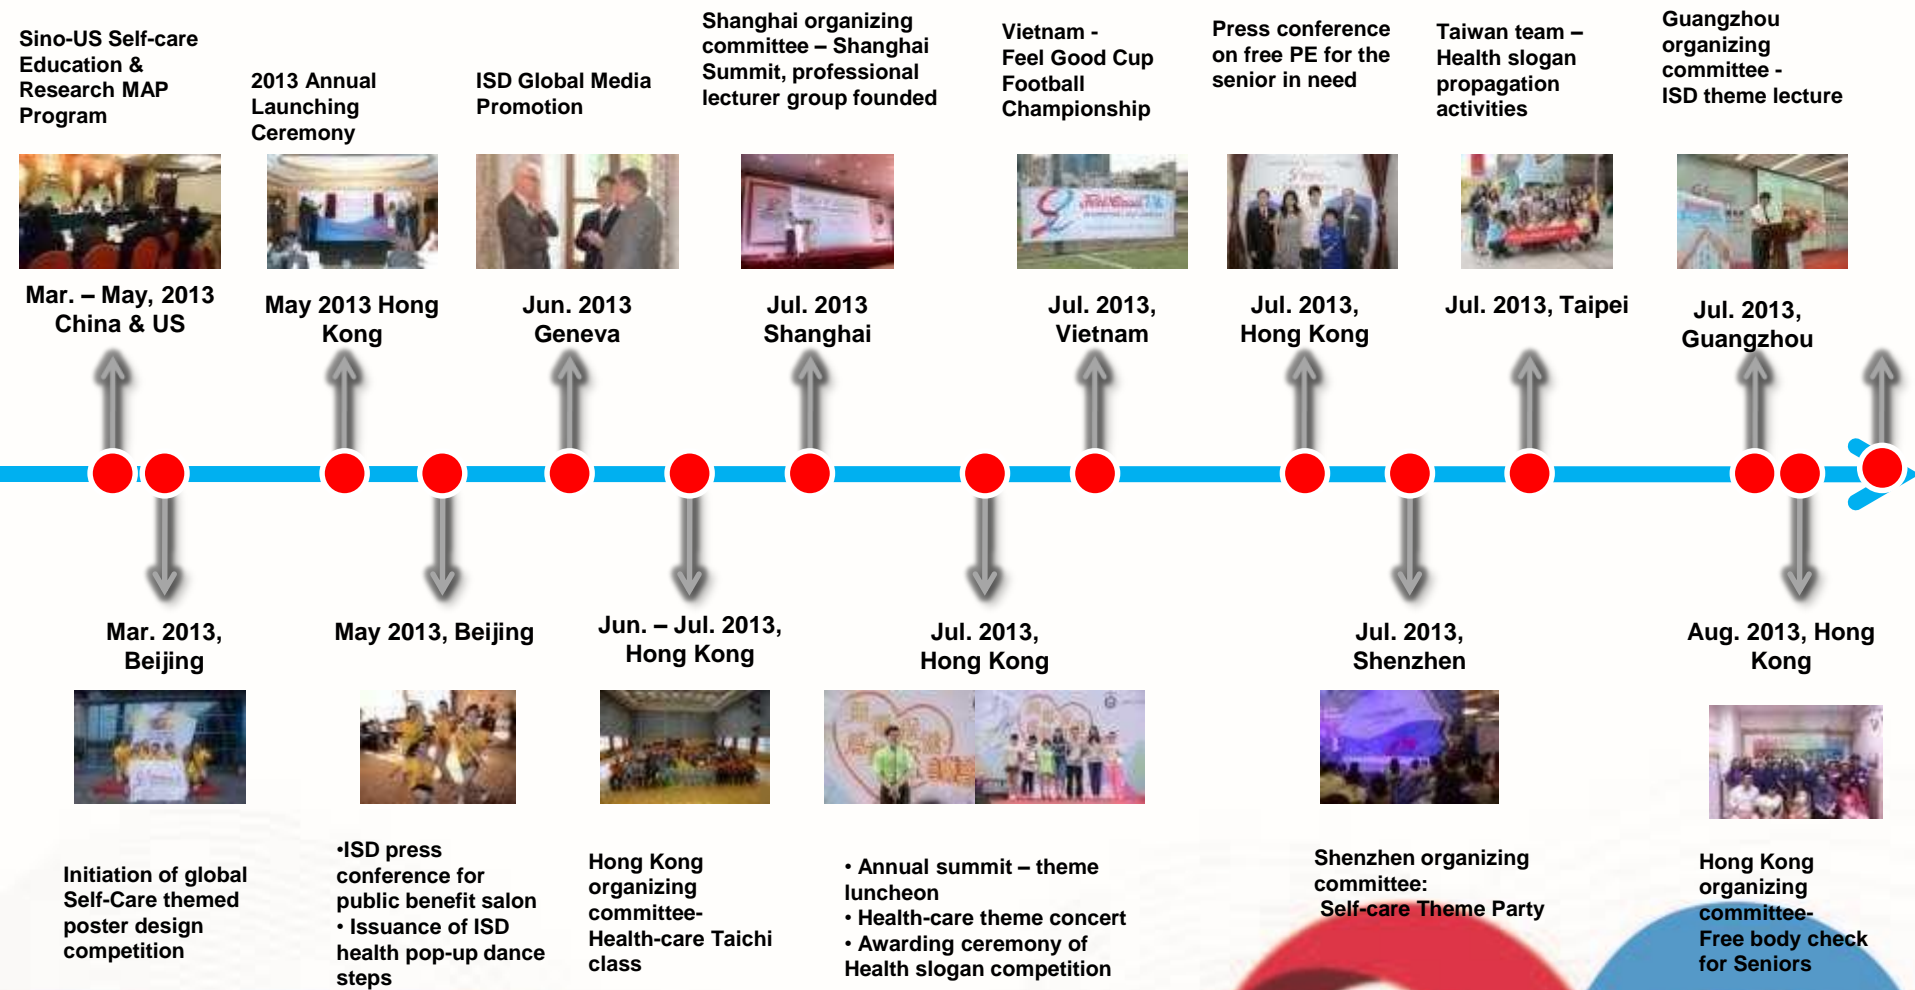 Sino-US Self-care
Education &
Research MAP
Program
2013 Annual
Launching
Ceremony
ISD Global Media
Promotion
Shanghai organizing
committee – Shanghai
Summit, professional
lecturer group founded
Vietnam -
Feel Good Cup
Football
Championship
Press conference
on free PE for the
senior in need
Taiwan team –
Health slogan
propagation
activities
Guangzhou
organizing
committee -
ISD theme lecture
Mar. – May, 2013
China & US
May 2013 Hong
Kong
Jun. 2013
Geneva
Jul. 2013
Shanghai
Jul. 2013,
Vietnam
Jul. 2013,
Hong Kong
Jul. 2013, Taipei
Jul. 2013,
Guangzhou
Mar. 2013,
Beijing
May 2013, Beijing
Jun. – Jul. 2013,
Hong Kong
Jul. 2013,
Hong Kong
Jul. 2013,
Shenzhen
Aug. 2013, Hong
Kong
Initiation of global
Self-Care themed
poster design
competition
•ISD press
conference for
public benefit salon
• Issuance of ISD
health pop-up dance
steps
Hong Kong
organizing
committee-
Health-care Taichi
class
• Annual summit – theme
luncheon
• Health-care theme concert
• Awarding ceremony of
Health slogan competition
Shenzhen organizing
committee:
Self-care Theme Party
Hong Kong
organizing
committee-
Free body check
for Seniors